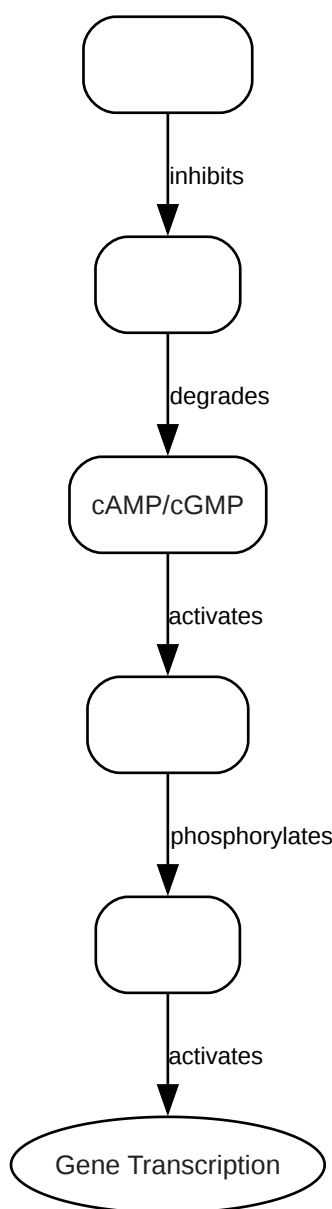 inhibits
degrades
cAMP/cGMP
activates
phosphorylates
activates
Gene Transcription